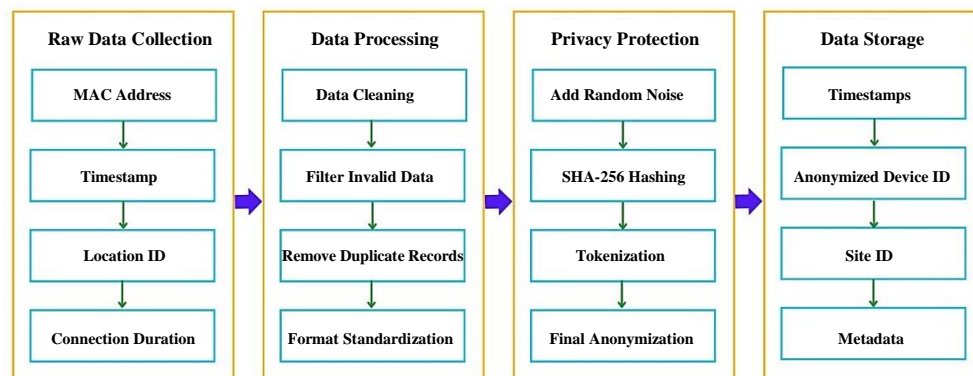 Raw Data Collection
MAC Address
Timestamp
Location ID
Connection Duration
Data Processing
Data Cleaning
Filter Invalid Data
Remove Duplicate Records
Format Standardization
Privacy Protection
Add Random Noise
SHA-256 Hashing
Tokenization
Final Anonymization
Data Storage
Timestamps
Anonymized Device ID
Site ID
Metadata